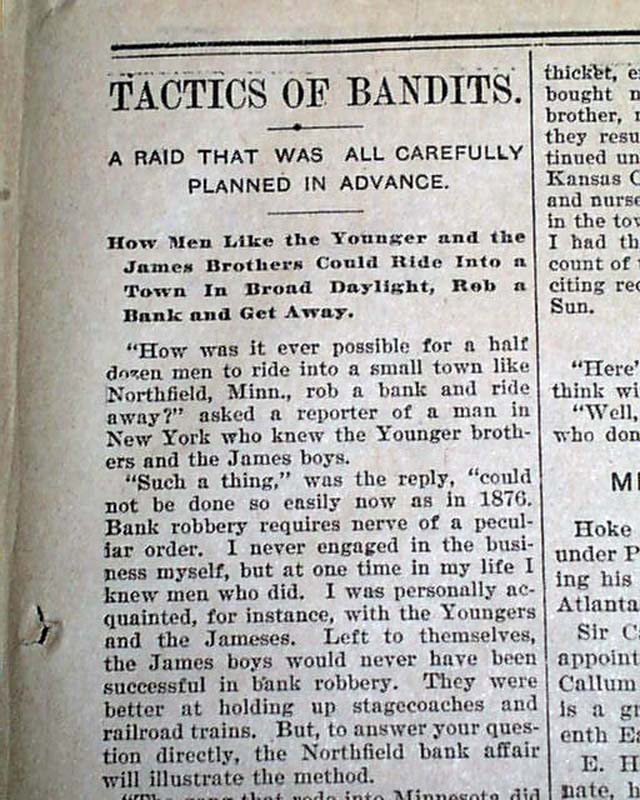 TACTICS OF BANDITS.
A RAID THAT WAS ALL CAREFULLY
PLANNED IN ADVANCE.
How Men Like the Younger and the
James Brothers Could Ride Into a
Town In Broad Daylight, Rob a
Bank and Get Away.
"How was it ever possible for a half
dozen men to ride into a small town like
Northfield, Minn., rob a bank and ride
away?" asked a reporter of a man in
New York who knew the Younger broth-
ers and the James boys.
"Such a thing," was the reply, "could
not be done so easily now as in 1876.
Bank robbery requires nerve of a pecul-
iar order. I never engaged in the busi-
ness myself, but at one time in my life I
knew men who did. I was personally ac-
quainted, for instance, with the Youngers
and the Jameses. Left to themselves,
the James boys would never have been
successful in bank robbery. They were
better at holding up stagecoaches and
railroad trains. But, to answer your ques-
tion directly, the Northfield bank affair
will illustrate the method.
"The gang that rode into Minnesota did
thicket,
bought
brother,
they
tinued
Kansas
and nurse
in the
I had
count of
citing
Sun.
"Here'
think
"Well,
who
Hoke
under
ing his
Atlanta
Sir
appoint
Callum
is a
enth
E. H
nate,